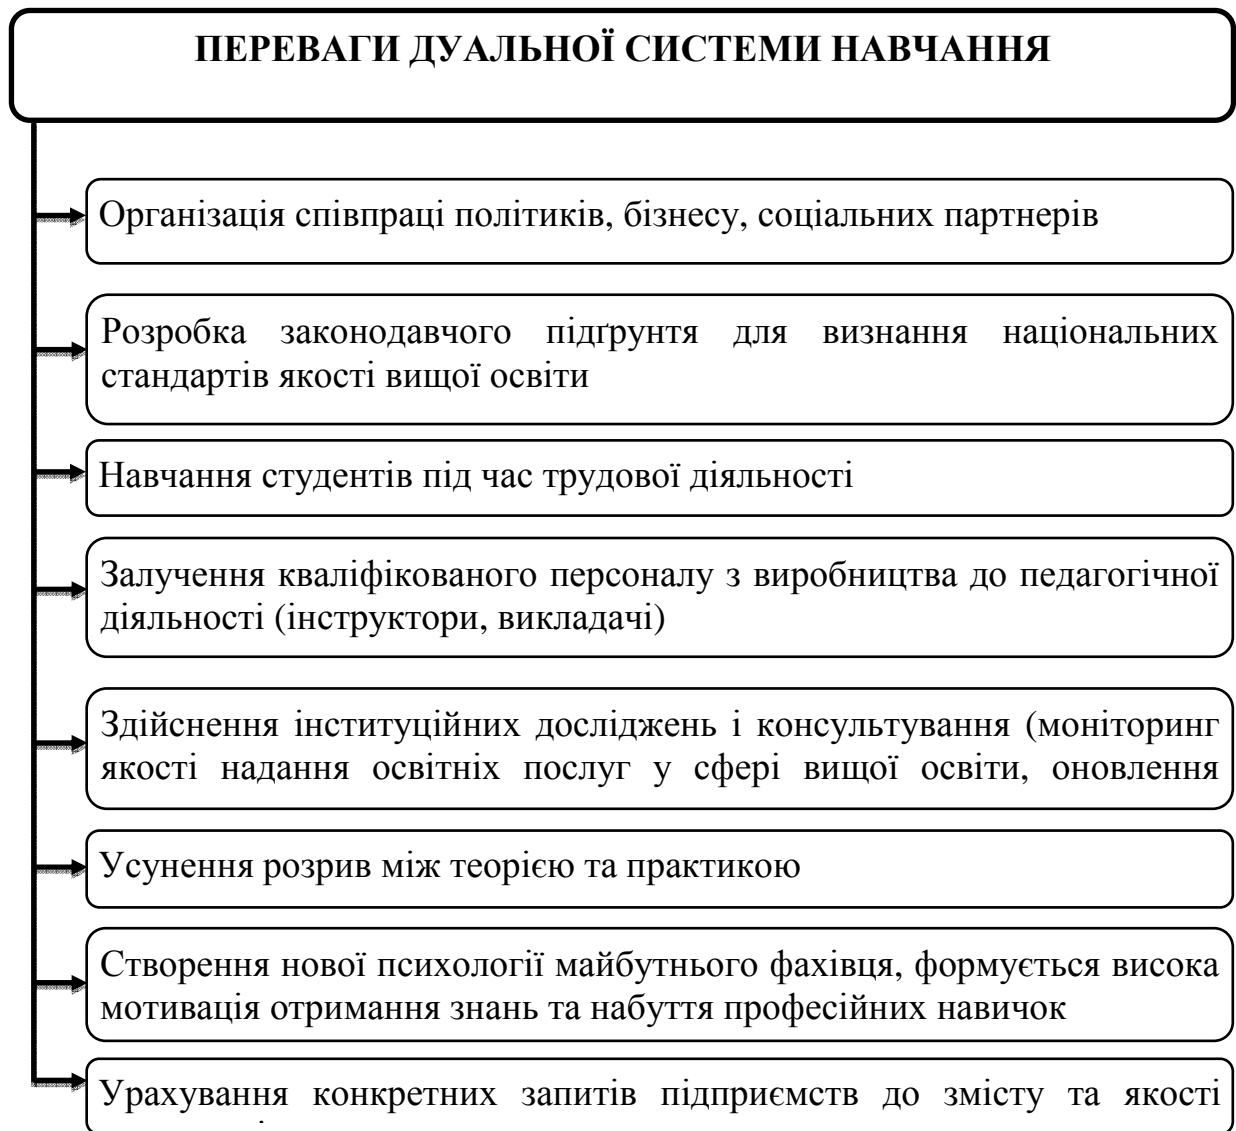 ПЕРЕВАГИ ДУАЛЬНОЇ СИСТЕМИ НАВЧАННЯ
Організація співпраці політиків, бізнесу, соціальних партнерів
Розробка законодавчого підґрунтя для визнання національних
стандартів якості вищої освіти
Навчання студентів під час трудової діяльності
Залучення кваліфікованого персоналу з виробництва до педагогічної
діяльності (інструктори, викладачі)
Здійснення інституційних досліджень і консультування (моніторинг
якості надання освітніх послуг у сфері вищої освіти, оновлення
Усунення розрив між теорією та практикою
Створення нової психології майбутнього фахівця, формується висока
мотивація отримання знань та набуття професійних навичок
Урахування конкретних запитів підприємств до змісту та якості